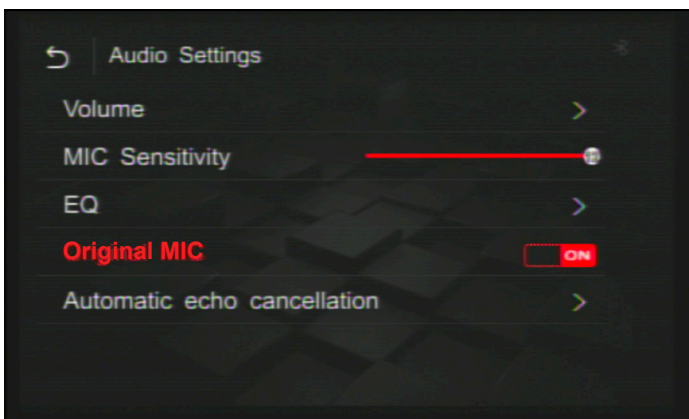 Audio Settings
Volume
MIC Sensitivity
EQ
Original MIC
ON
Automatic echo cancellation